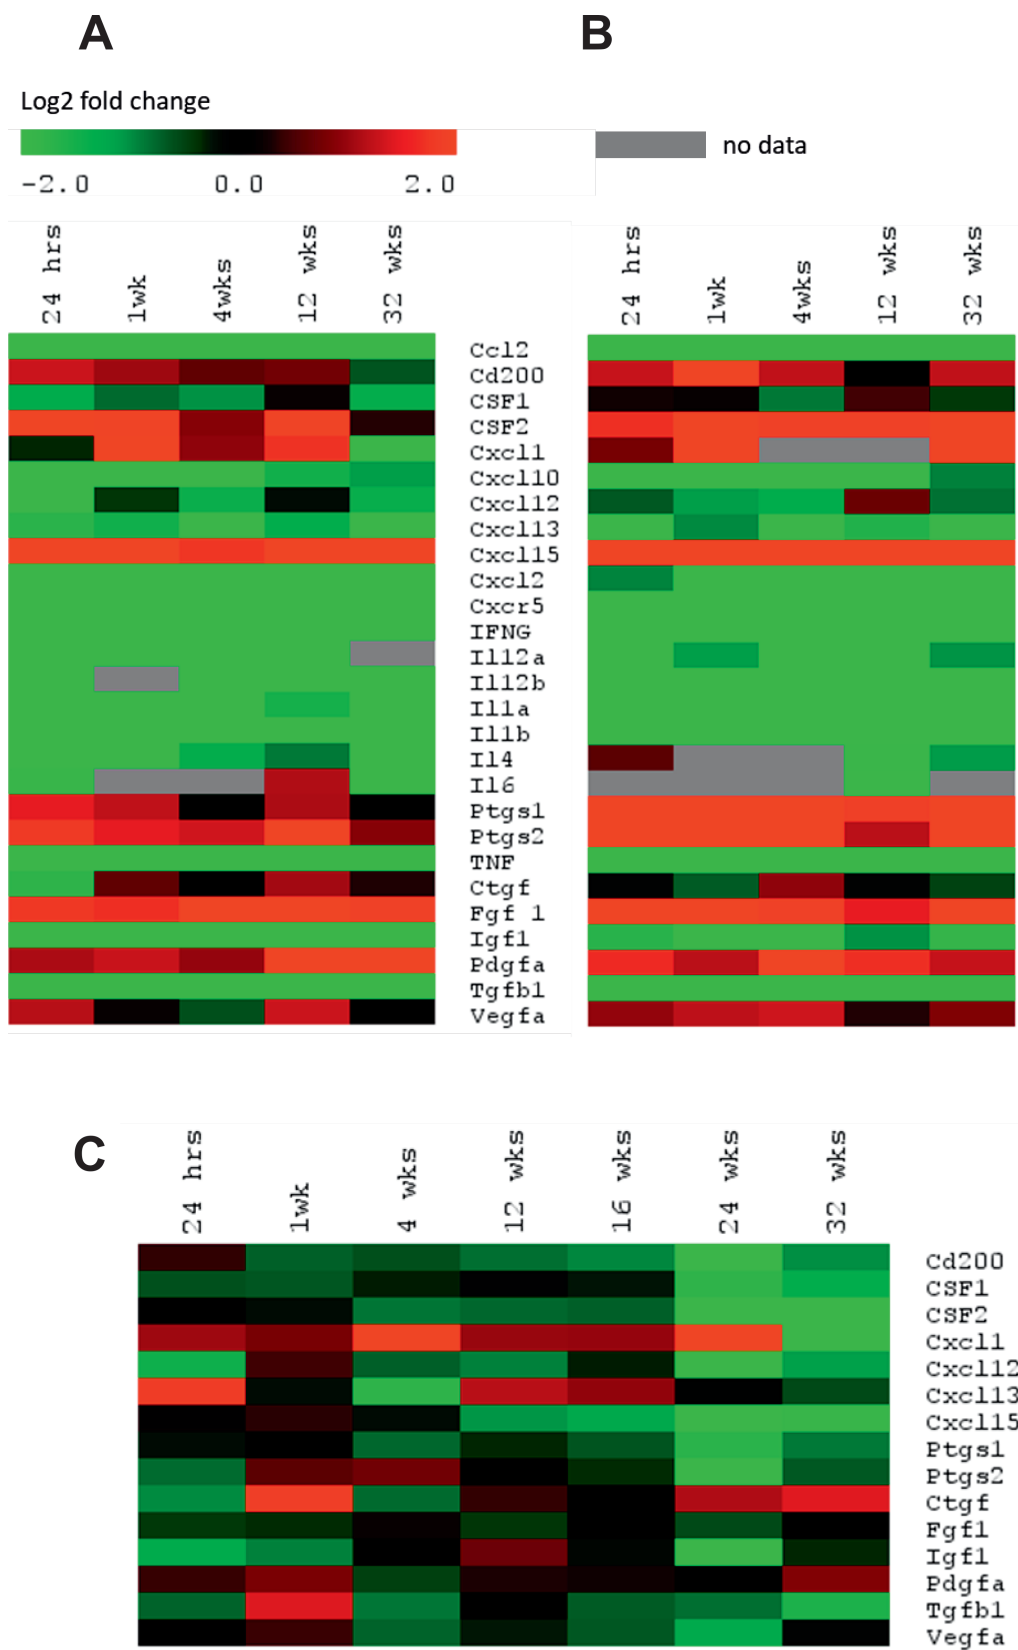 A B
Log2 fold change
no data
-2.0 0.0 2.0
24 hrs 1wk 4wks 12 wks 32 wks
24 hrs 1wk 4wks 12 wks 32 wks
Ccl2
Cd200
CSF1
CSF2
Cxcl1
Cxcl10
Cxcl12
Cxcl13
Cxcl15
Cxcl2
Cxcr5
IFNG
Il12a
Il12b
Il1a
Il1b
Il4
Il6
Ptgs1
Ptgs2
TNF
Ctgf
Fgf 1
Igf1
Pdgfa
Tgfb1
Vegfa
C
24 hrs 1wk 4 wks 12 wks 16 wks 24 wks 32 wks
Cd200
CSF1
CSF2
Cxcl1
Cxcl12
Cxcl13
Cxcl15
Ptgs1
Ptgs2
Ctgf
Fgf1
Igf1
Pdgfa
Tgfb1
Vegfa